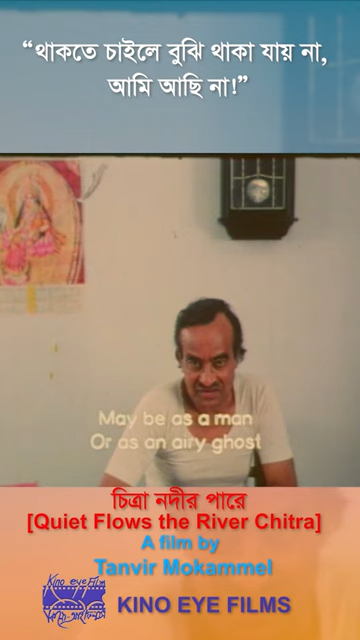 “থাকতে চাইলে বুঝি থাকা যায় না,
আমি আছি না!”
May be as a man
Or as an airy ghost
চিত্রা নদীর পারে
[Quiet Flows the River Chitra]
A film by
Tanvir Mokammel
Kino eye Films
KINO EYE FILMS